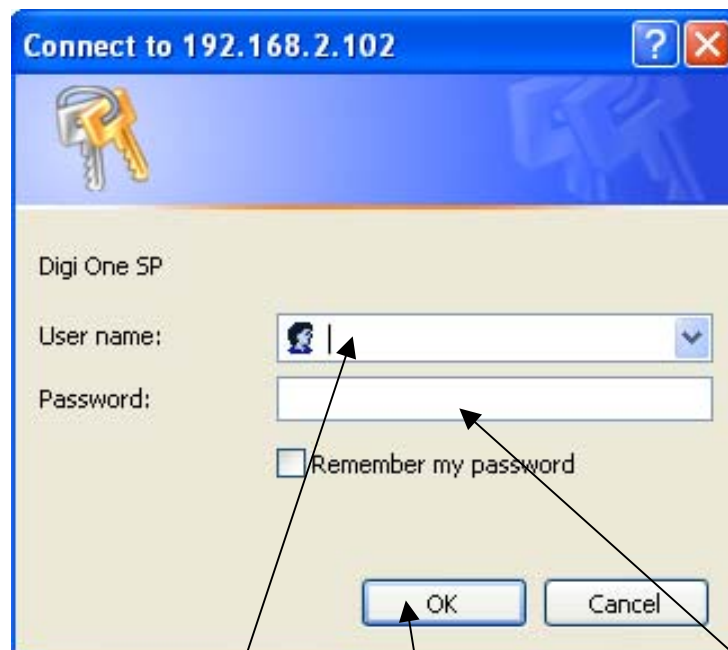 Connect to 192.168.2.102
Digi One SP
User name:
Password:
Remember my password
OK Cancel